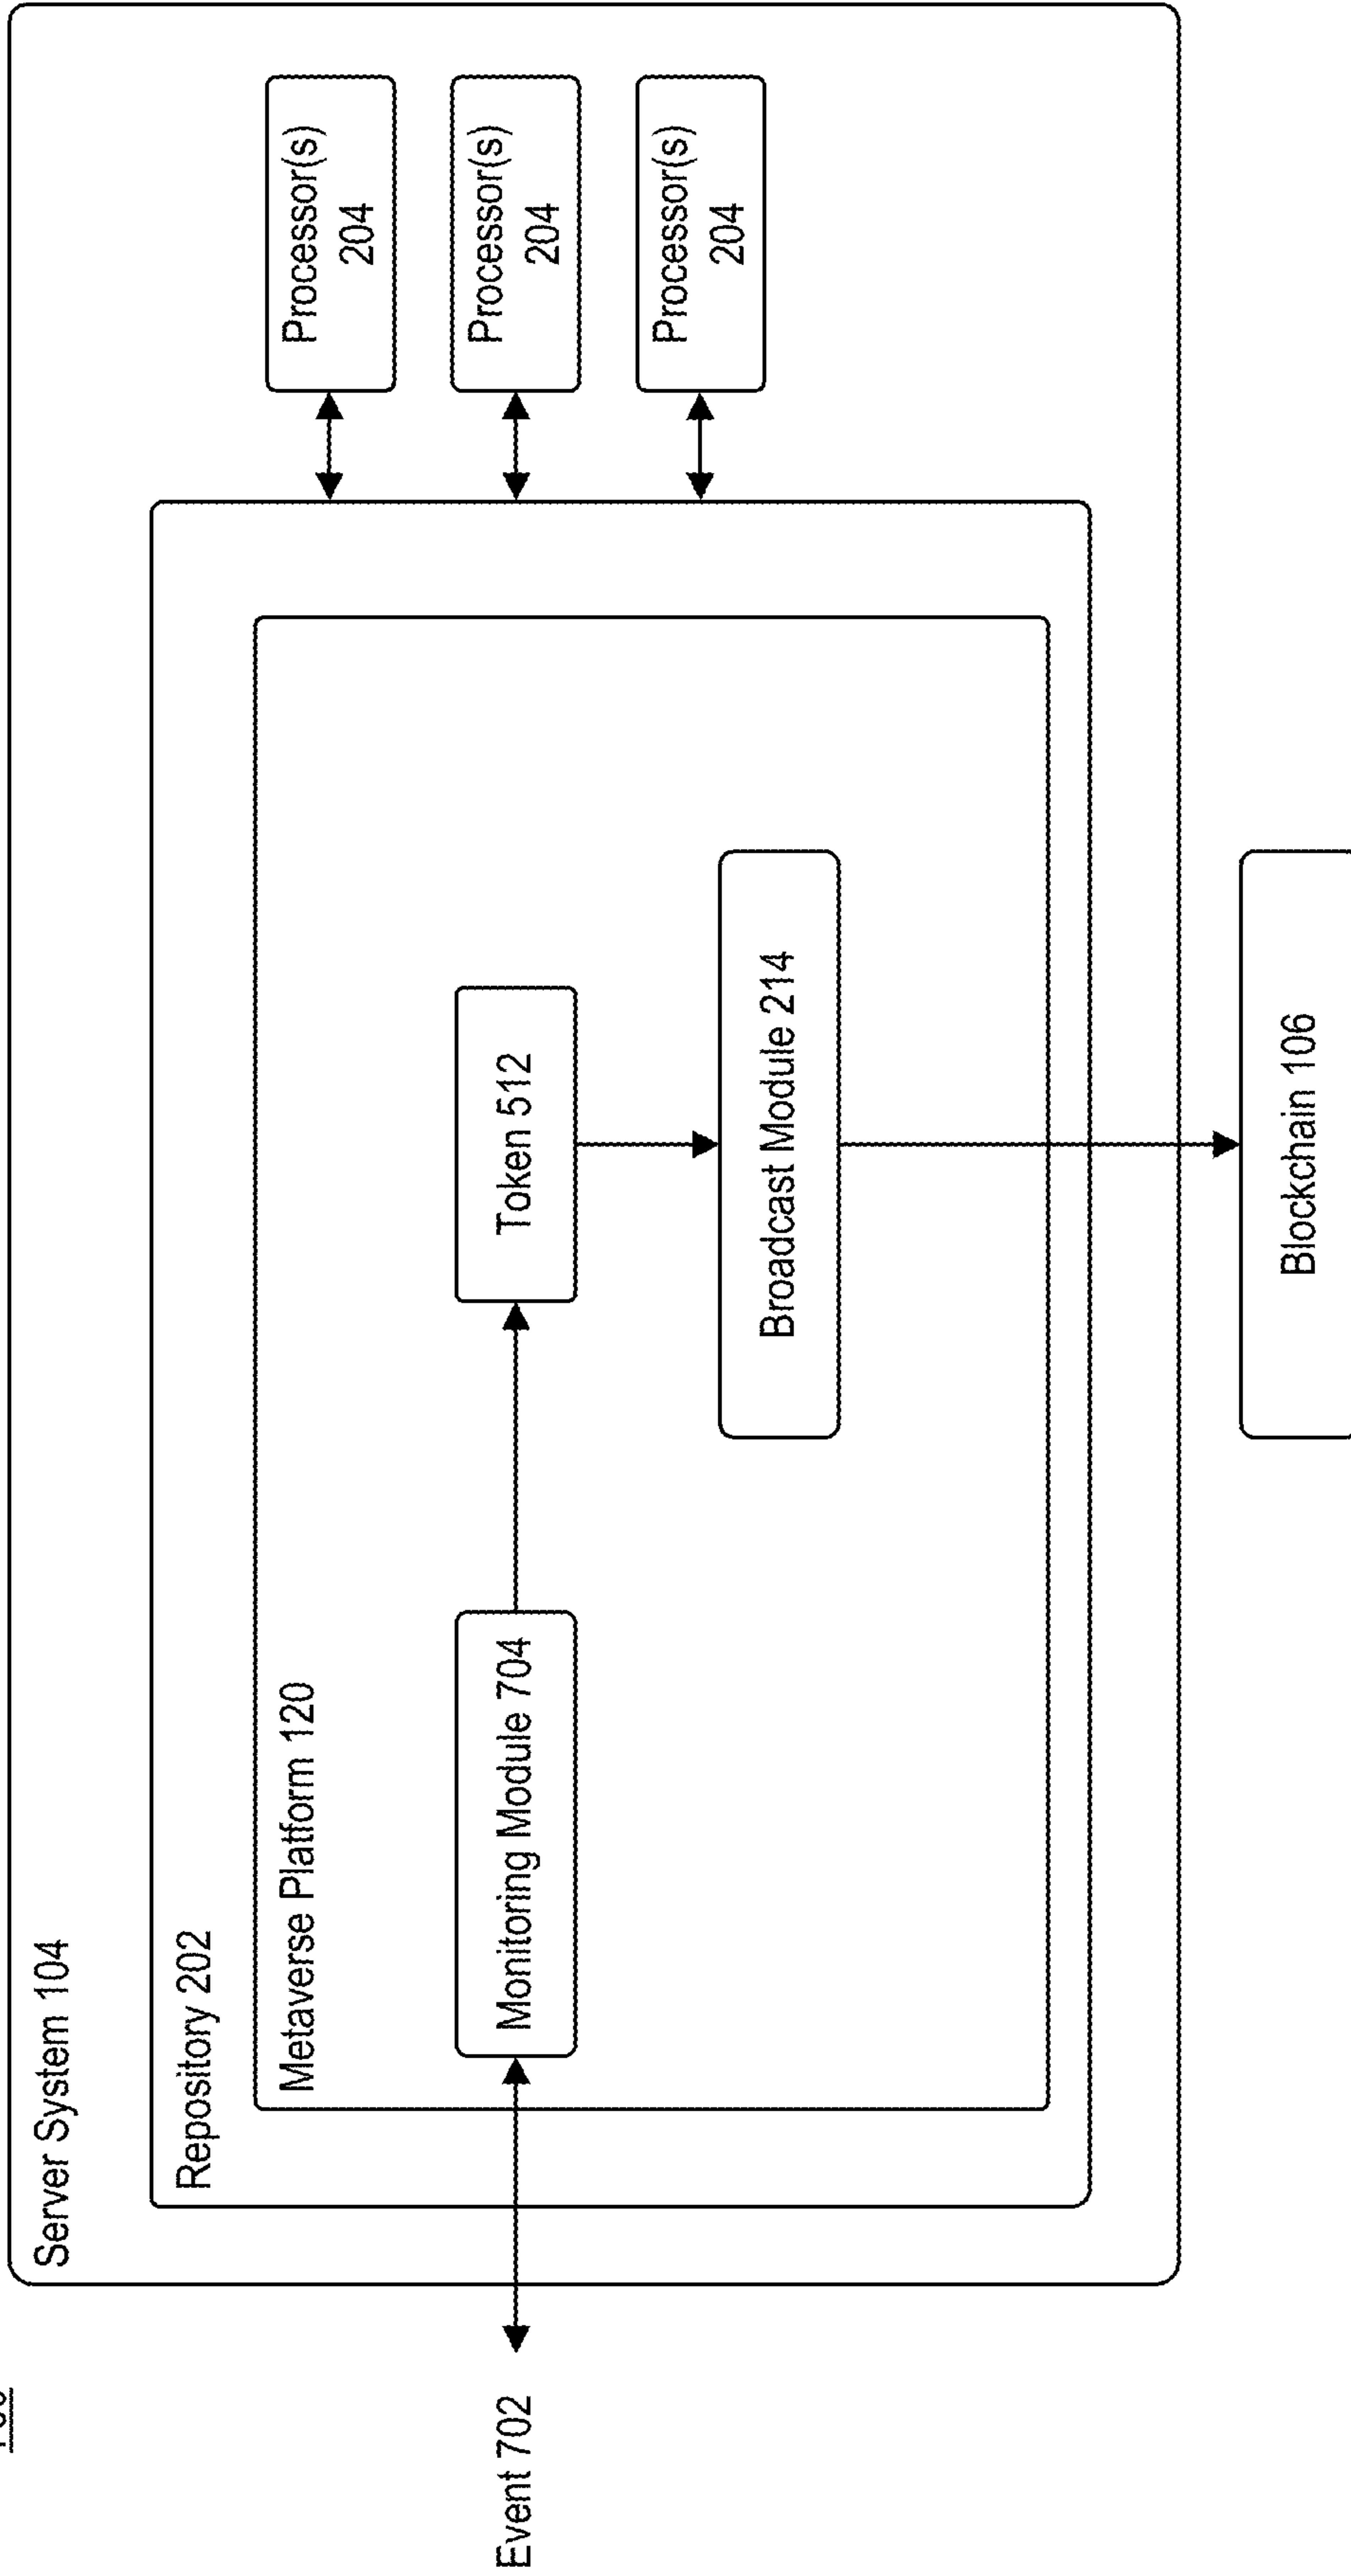 Server System 104
Repository 202
Metaverse Platform 120
Processor(s)
204
Event 702
Monitoring Module 704
Token 512
Processor(s)
204
Processor(s)
204
Broadcast Module 214
Blockchain 106